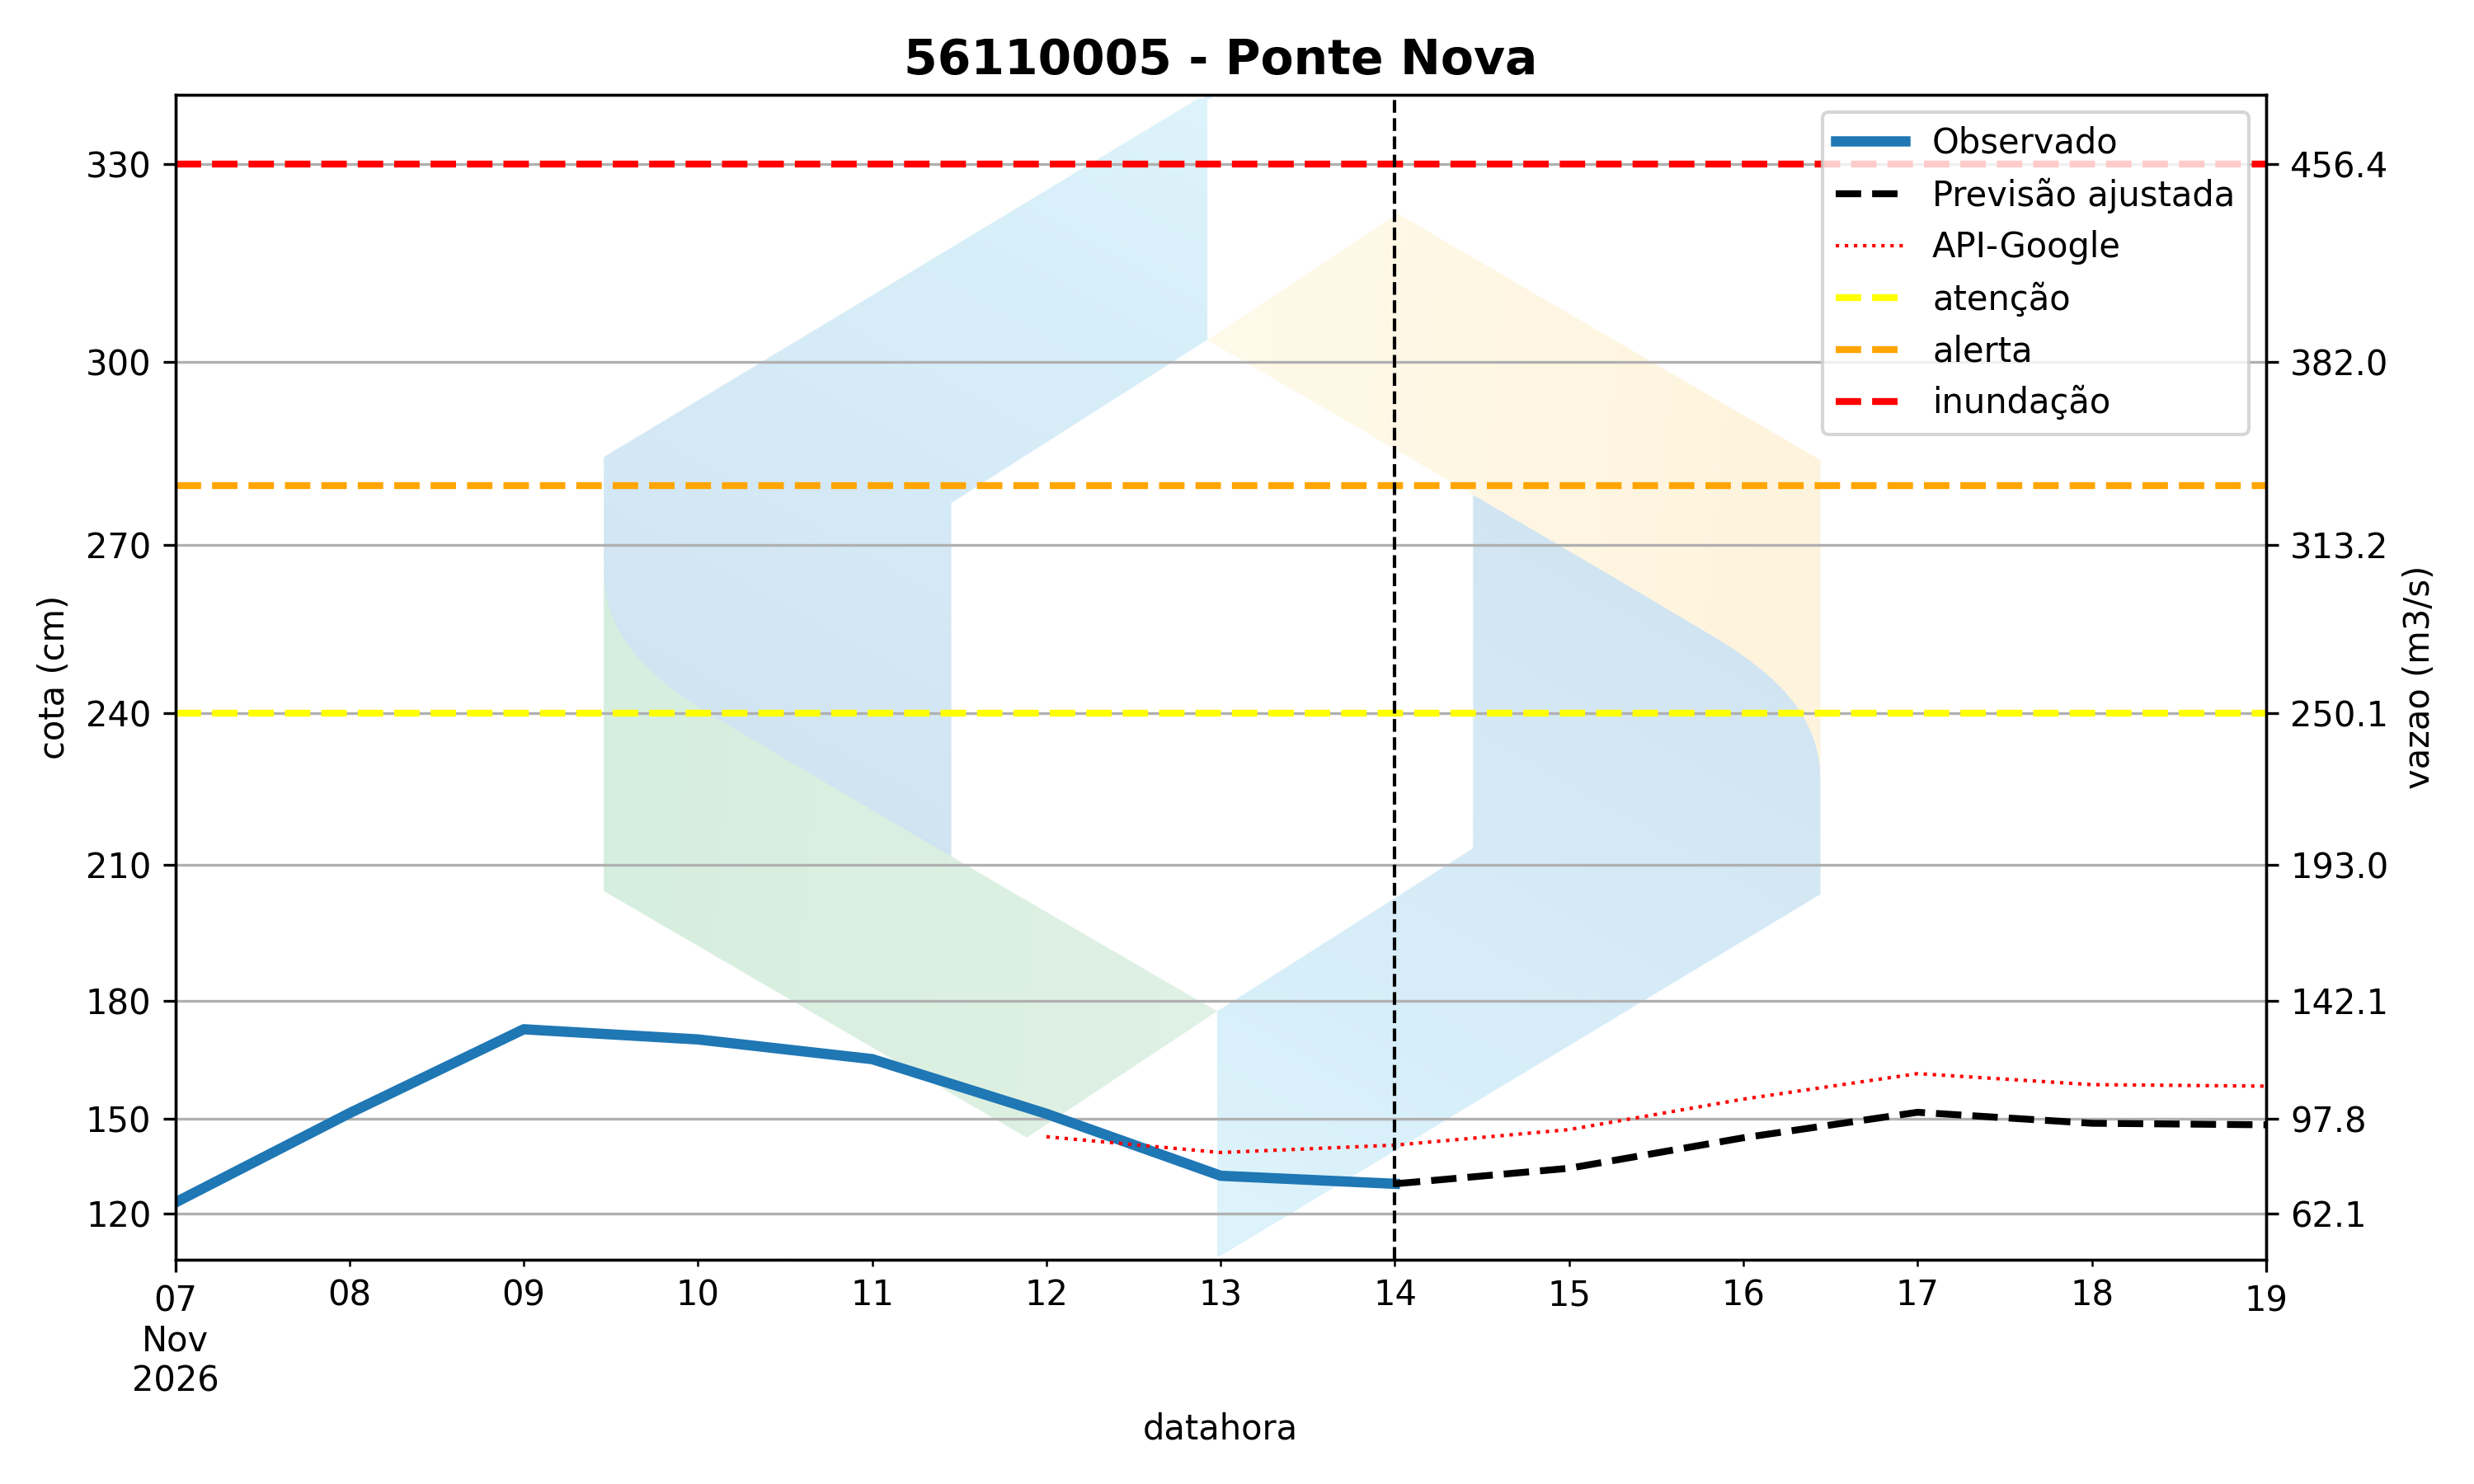 56110005 - Ponte Nova
Observado
Previsão ajustada
API-Google
atenção
alerta
inundação
330
300
270
240
210
180
150
120
cota (cm)
456.4
382.0
313.2
250.1
193.0
142.1
97.8
62.1
vazao (m3/s)
07 08 09 10 11 12 13 14 15 16 17 18 19
Nov
2026
datahora